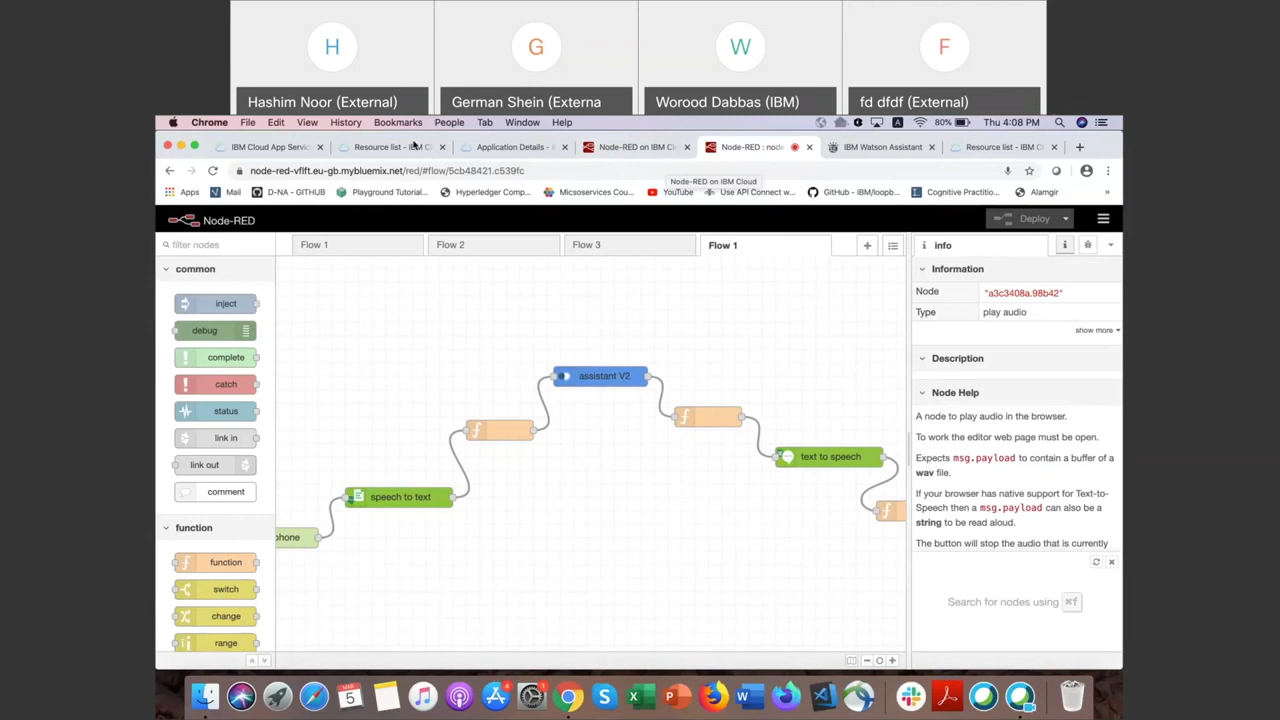 H G W F
Hashim Noor (External) German Shein (Externa Worood Dabbas (IBM) fd dfdf (External)
Chrome File Edit View History Bookmarks People Tab Window Help A 80% Thu 4:08 PM
IBM Cloud App Servic Resource list - IBM C Application Details - Node-RED on IBM Cl Node-RED : node IBM Watson Assistant Resource list - IBM C
node-red-vflft.eu-gb.mybluemix.net/red/#flow/5cb48421.c539fc
Node-RED on IBM Cloud
Apps Mail D-NA - GITHUB Playground Tutorial... Hyperledger Compo... Microservices Cours... YouTube Use API Connect w... GitHub - IBM/loopb... Cognitive Practitio... Alamgir »
Node-RED Deploy
filter nodes Flow 1 Flow 2 Flow 3 Flow 1 i info
common
inject
debug
complete
catch
status
link in
link out
comment
function
function
switch
change
range
assistant V2
text to speech
speech to text
phone
Information
Node "a3c3408a.98b42"
Type play audio
show more
Description
Node Help
A node to play audio in the browser.
To work the editor web page must be open.
Expects msg.payload to contain a buffer of a
wav file.
If your browser has native support for Text-to-
Speech then a msg.payload can also be a
string to be read aloud.
The button will stop the audio that is currently
Search for nodes using ⌘f
MAR
5